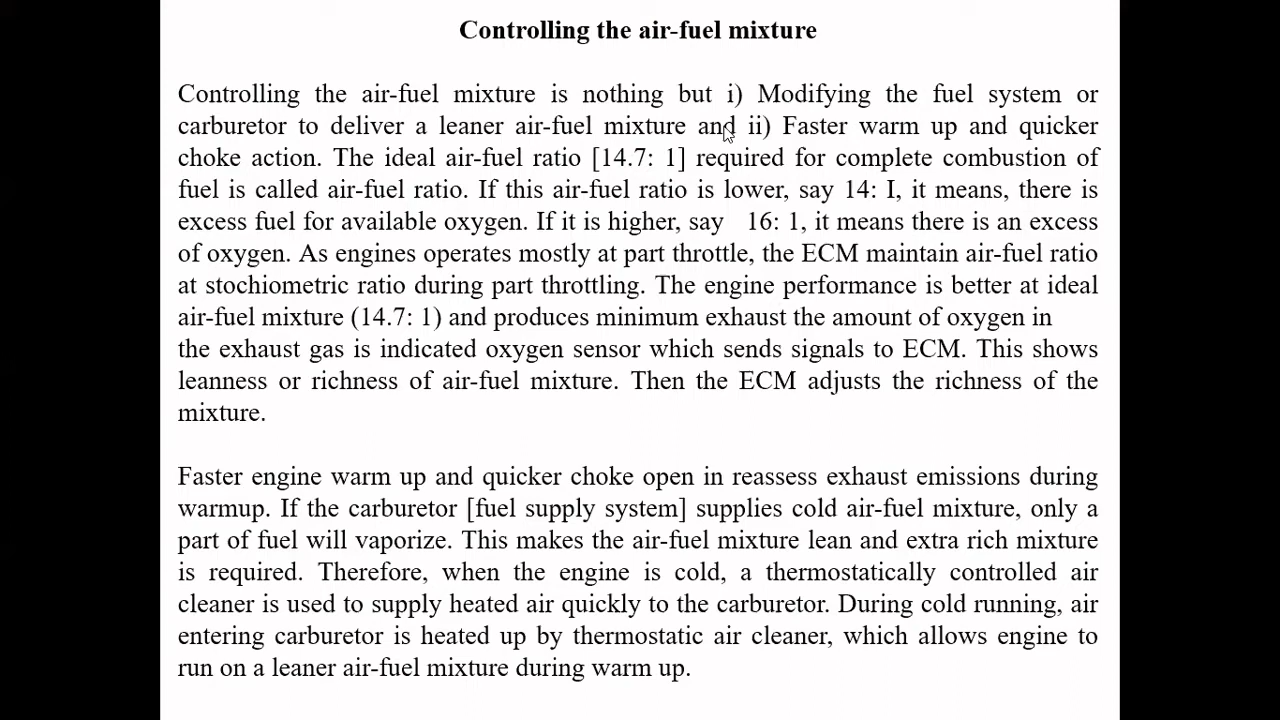 Controlling the air-fuel mixture
Controlling the air-fuel mixture is nothing but i) Modifying the fuel system or
carburetor to deliver a leaner air-fuel mixture and ii) Faster warm up and quicker
choke action. The ideal air-fuel ratio [14.7: 1] required for complete combustion of
fuel is called air-fuel ratio. If this air-fuel ratio is lower, say 14: I, it means, there is
excess fuel for available oxygen. If it is higher, say 16: 1, it means there is an excess
of oxygen. As engines operates mostly at part throttle, the ECM maintain air-fuel ratio
at stochiometric ratio during part throttling. The engine performance is better at ideal
air-fuel mixture (14.7: 1) and produces minimum exhaust the amount of oxygen in
the exhaust gas is indicated oxygen sensor which sends signals to ECM. This shows
leanness or richness of air-fuel mixture. Then the ECM adjusts the richness of the
mixture.
Faster engine warm up and quicker choke open in reassess exhaust emissions during
warmup. If the carburetor [fuel supply system] supplies cold air-fuel mixture, only a
part of fuel will vaporize. This makes the air-fuel mixture lean and extra rich mixture
is required. Therefore, when the engine is cold, a thermostatically controlled air
cleaner is used to supply heated air quickly to the carburetor. During cold running, air
entering carburetor is heated up by thermostatic air cleaner, which allows engine to
run on a leaner air-fuel mixture during warm up.